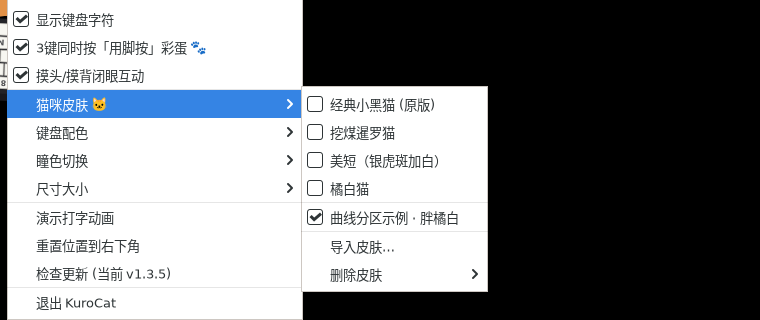 显示键盘字符
3键同时按「用脚按」彩蛋 🐾
摸头/摸背闭眼互动
猫咪皮肤 🐱
键盘配色
瞳色切换
尺寸大小
演示打字动画
重置位置到右下角
检查更新 (当前 v1.3.5)
退出 KuroCat
经典小黑猫 (原版)
挖煤暹罗猫
美短（银虎斑加白）
橘白猫
曲线分区示例 · 胖橘白
导入皮肤...
删除皮肤